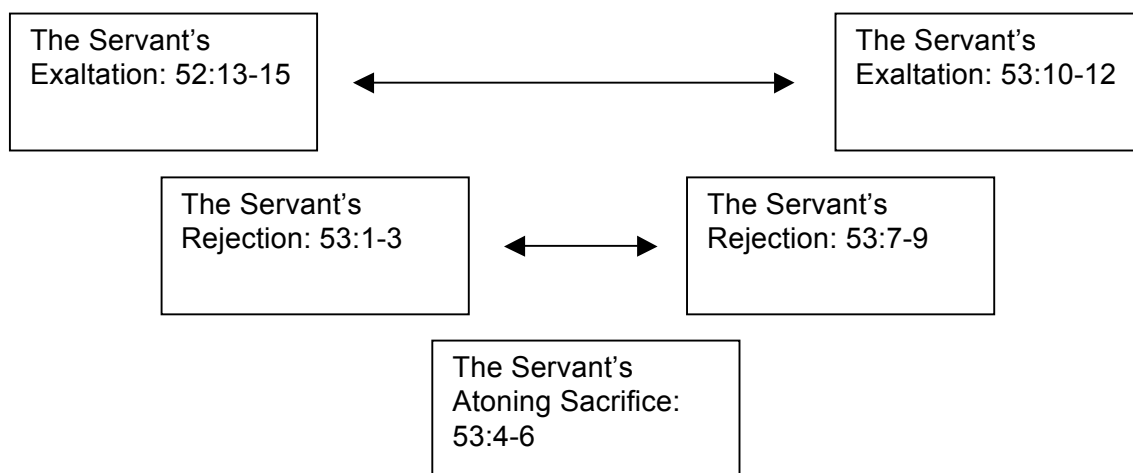 The Servant’s
Exaltation: 52:13-15
The Servant’s
Exaltation: 53:10-12
The Servant’s
Rejection: 53:1-3
The Servant’s
Rejection: 53:7-9
The Servant’s
Atoning Sacrifice:
53:4-6